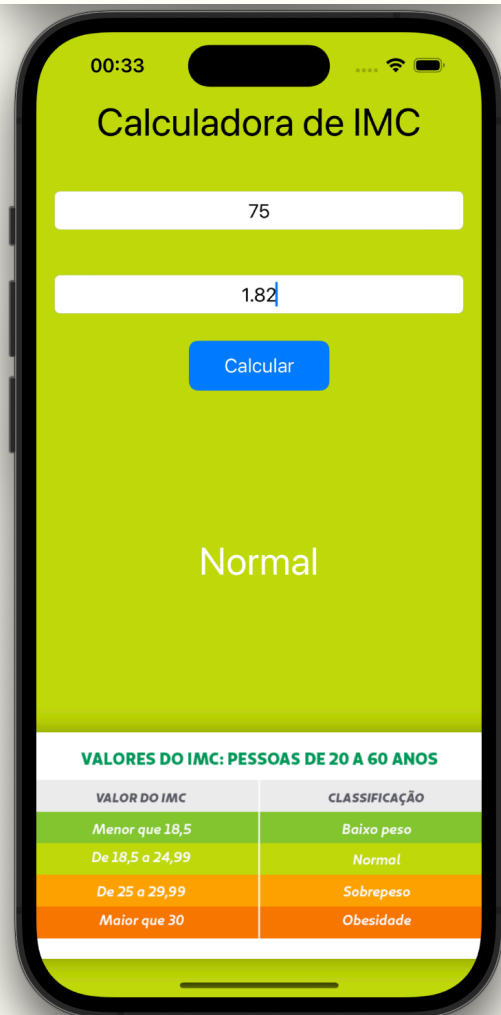 00:33
Calculadora de IMC
75
1.82
Calcular
Normal
VALORES DO IMC: PESSOAS DE 20 A 60 ANOS
VALOR DO IMC CLASSIFICAÇÃO
Menor que 18,5 Baixo peso
De 18,5 a 24,99 Normal
De 25 a 29,99 Sobrepeso
Maior que 30 Obesidade